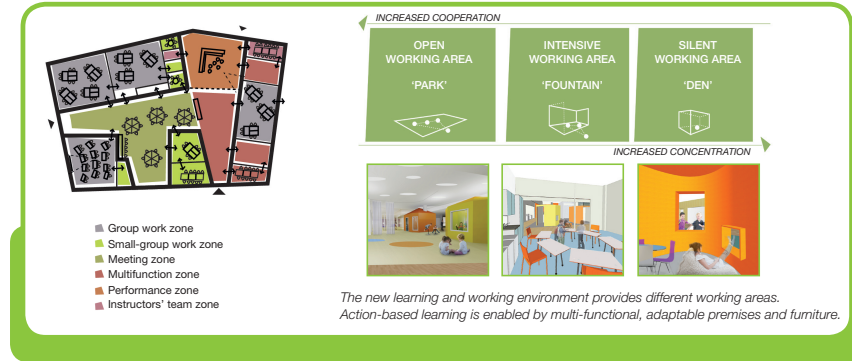 INCREASED COOPERATION
OPEN
WORKING AREA
'PARK'
INTENSIVE
WORKING AREA
'FOUNTAIN'
SILENT
WORKING AREA
'DEN'
INCREASED CONCENTRATION
Group work zone
Small-group work zone
Meeting zone
Multifunction zone
Performance zone
Instructors' team zone
The new learning and working environment provides different working areas.
Action-based learning is enabled by multi-functional, adaptable premises and furniture.